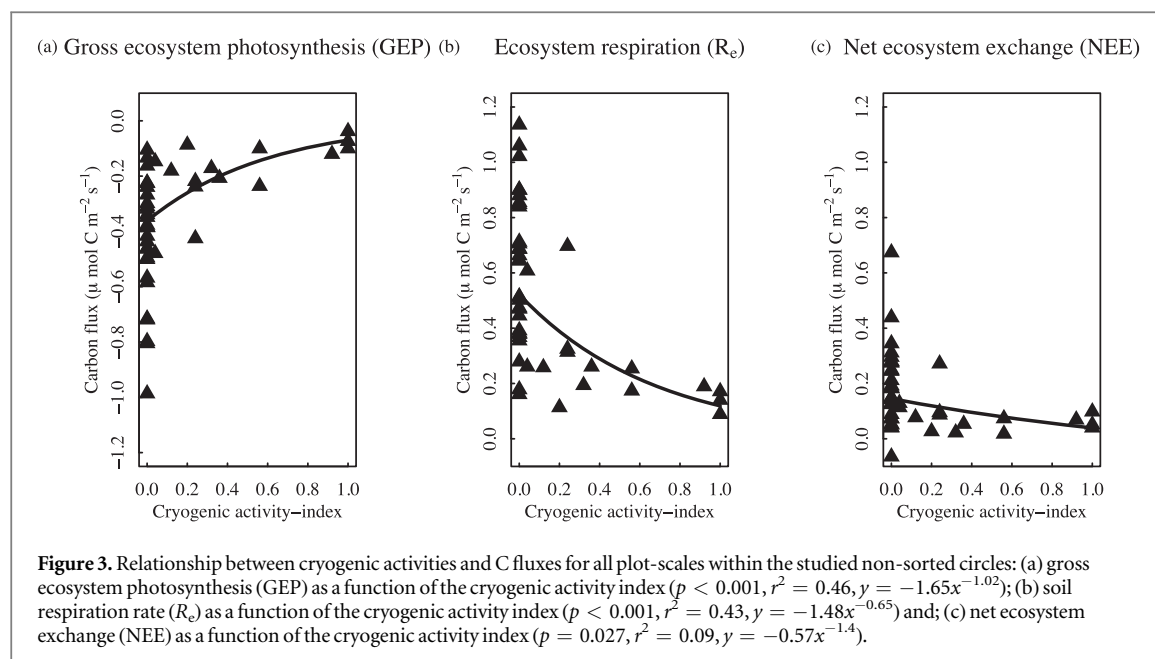 (a) Gross ecosystem photosynthesis (GEP)
(b) Ecosystem respiration (Re)
(c) Net ecosystem exchange (NEE)
Carbon flux (μ mol C m⁻² s⁻¹)
0.0
−0.2
−0.4
−0.6
−0.8
−1.0
−1.2
0.0 0.2 0.4 0.6 0.8 1.0
Cryogenic activity−index
Carbon flux (μ mol C m⁻² s⁻¹)
1.2
1.0
0.8
0.6
0.4
0.2
0.0
0.0 0.2 0.4 0.6 0.8 1.0
Cryogenic activity−index
Carbon flux (μ mol C m⁻² s⁻¹)
1.2
1.0
0.8
0.6
0.4
0.2
0.0
0.0 0.2 0.4 0.6 0.8 1.0
Cryogenic activity−index
Figure 3. Relationship between cryogenic activities and C fluxes for all plot-scales within the studied non-sorted circles: (a) gross
ecosystem photosynthesis (GEP) as a function of the cryogenic activity index (p < 0.001, r² = 0.46, y = −1.65x⁻¹·⁰²); (b) soil
respiration rate (Re) as a function of the cryogenic activity index (p < 0.001, r² = 0.43, y = −1.48x⁻⁰·⁶⁵) and; (c) net ecosystem
exchange (NEE) as a function of the cryogenic activity index (p = 0.027, r² = 0.09, y = −0.57x⁻¹·⁴).